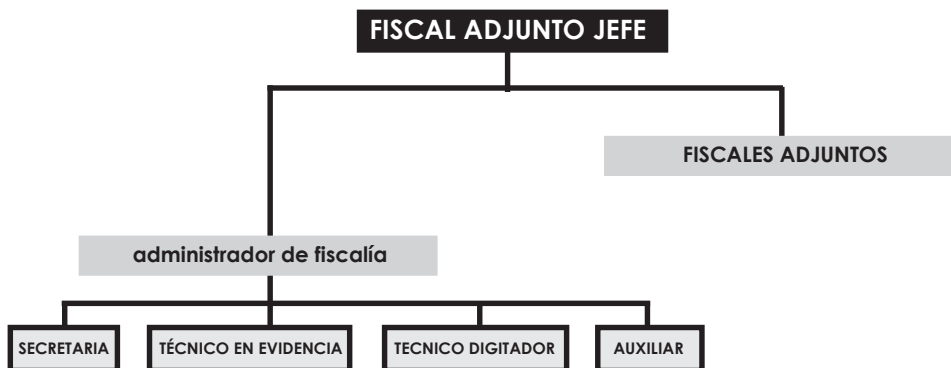 FISCAL ADJUNTO JEFE
FISCALES ADJUNTOS
administrador de fiscalía
SECRETARIA
TÉCNICO EN EVIDENCIA
TECNICO DIGITADOR
AUXILIAR